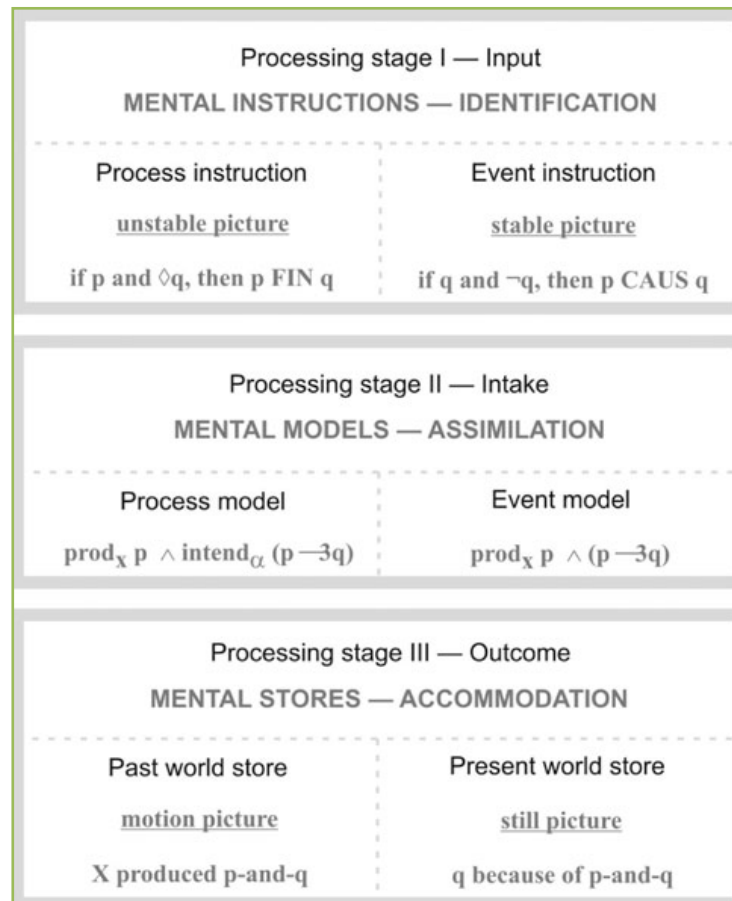 Processing stage I — Input
MENTAL INSTRUCTIONS — IDENTIFICATION
Process instruction
unstable picture
if p and ◊q, then p FIN q
Event instruction
stable picture
if q and ¬q, then p CAUS q
Processing stage II — Intake
MENTAL MODELS — ASSIMILATION
Process model
prodₓ p ∧ intend_α (p —3q)
Event model
prodₓ p ∧ (p —3q)
Processing stage III — Outcome
MENTAL STORES — ACCOMMODATION
Past world store
motion picture
X produced p-and-q
Present world store
still picture
q because of p-and-q